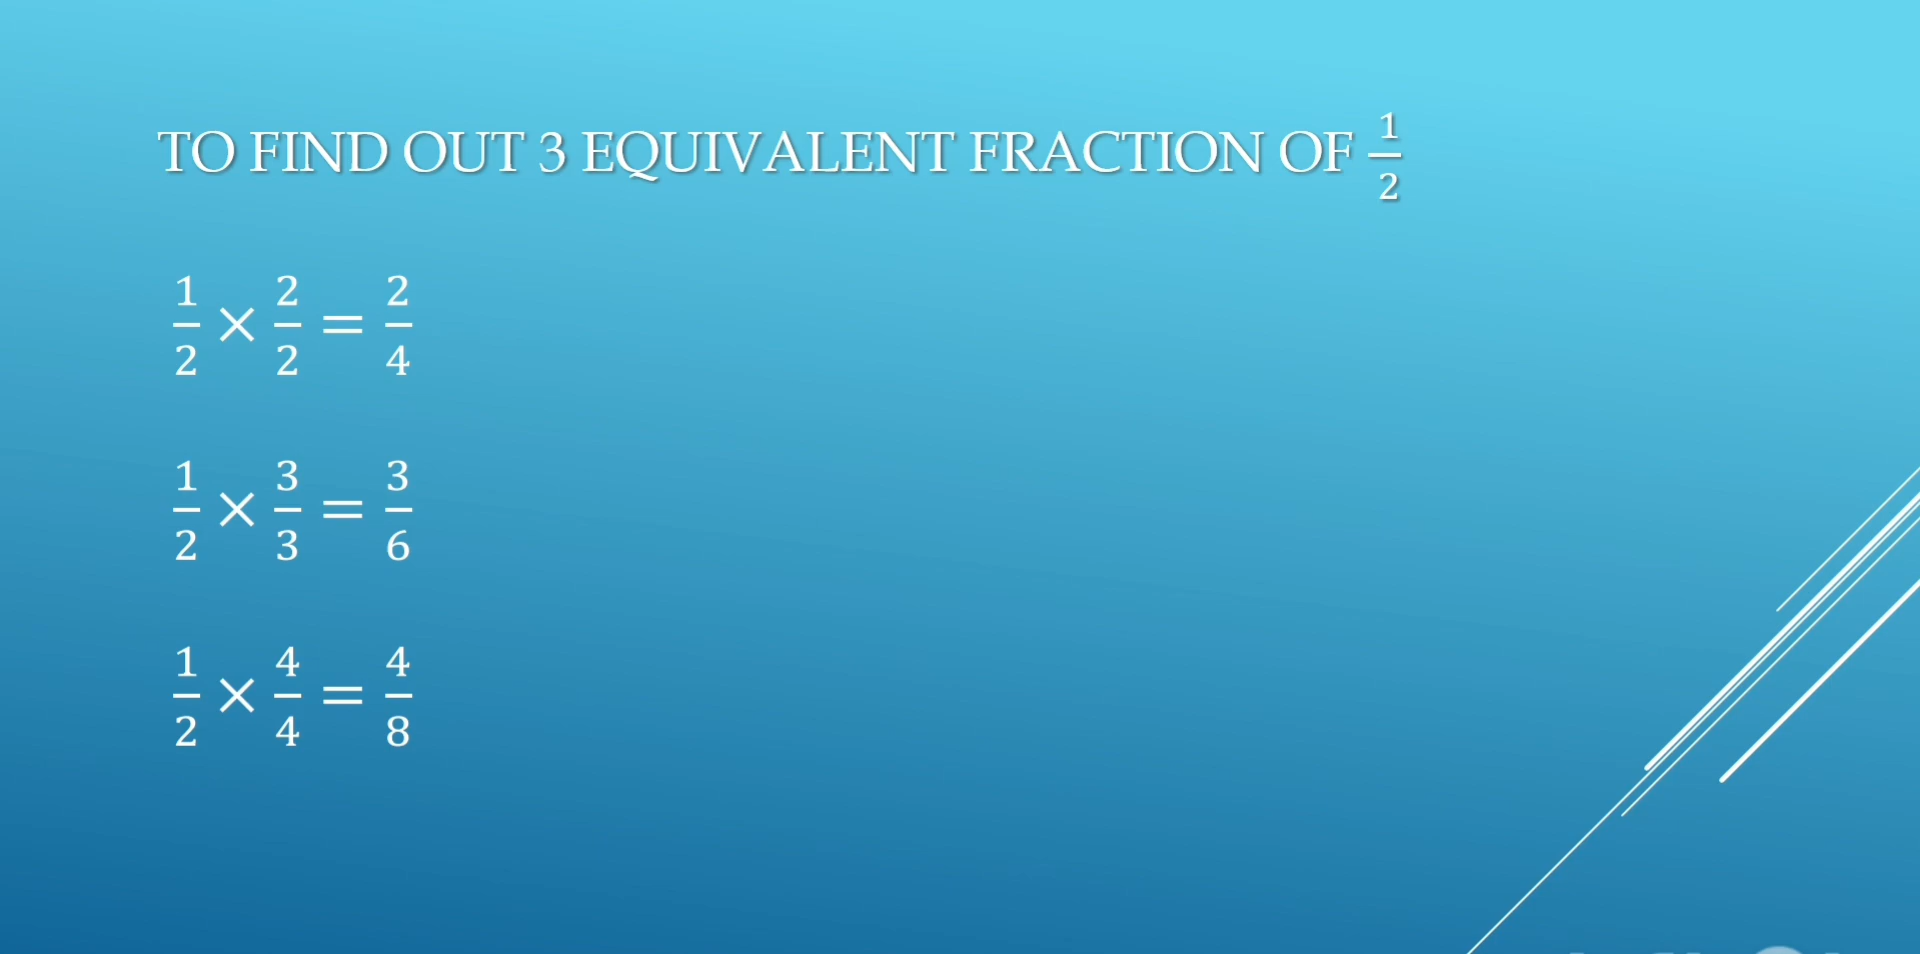 TO FIND OUT 3 EQUIVALENT FRACTION OF 1/2
1/2 × 2/2 = 2/4
1/2 × 3/3 = 3/6
1/2 × 4/4 = 4/8